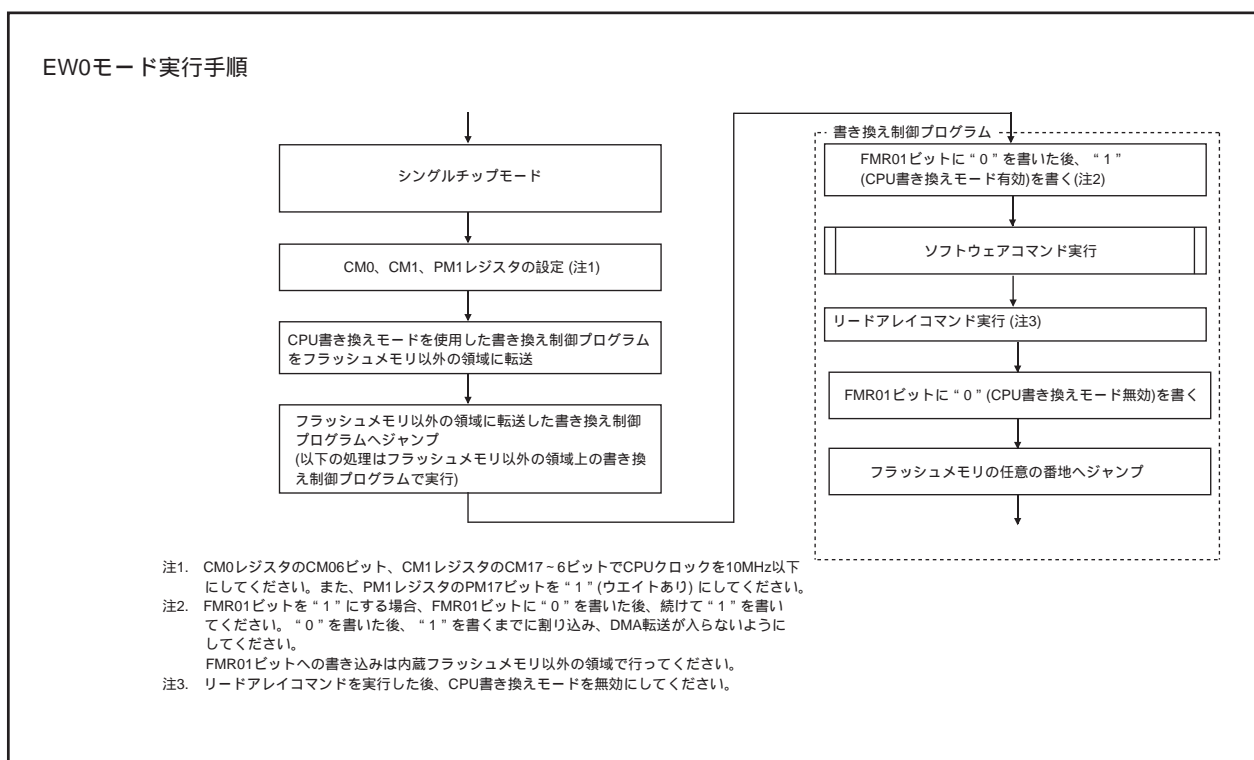 EW0モード実行手順
シングルチップモード
CM0、CM1、PM1レジスタの設定 (注1)
CPU書き換えモードを使用した書き換え制御プログラム
をフラッシュメモリ以外の領域に転送
フラッシュメモリ以外の領域に転送した書き換え制御
プログラムへジャンプ
(以下の処理はフラッシュメモリ以外の領域上の書き換
え制御プログラムで実行)
書き換え制御プログラム
FMR01ビットに “ 0 ” を書いた後、 “ 1 ”
(CPU書き換えモード有効)を書く(注2)
ソフトウェアコマンド実行
リードアレイコマンド実行 (注3)
FMR01ビットに “ 0 ” (CPU書き換えモード無効)を書く
フラッシュメモリの任意の番地へジャンプ
注1. CM0レジスタのCM06ビット、CM1レジスタのCM17~6ビットでCPUクロックを10MHz以下
にしてください。また、PM1レジスタのPM17ビットを “ 1 ” (ウエイトあり) にしてください。
注2. FMR01ビットを “ 1 ” にする場合、FMR01ビットに “ 0 ” を書いた後、続けて “ 1 ” を書い
てください。 “ 0 ” を書いた後、 “ 1 ” を書くまでに割り込み、DMA転送が入らないように
してください。
FMR01ビットへの書き込みは内蔵フラッシュメモリ以外の領域で行ってください。
注3. リードアレイコマンドを実行した後、CPU書き換えモードを無効にしてください。